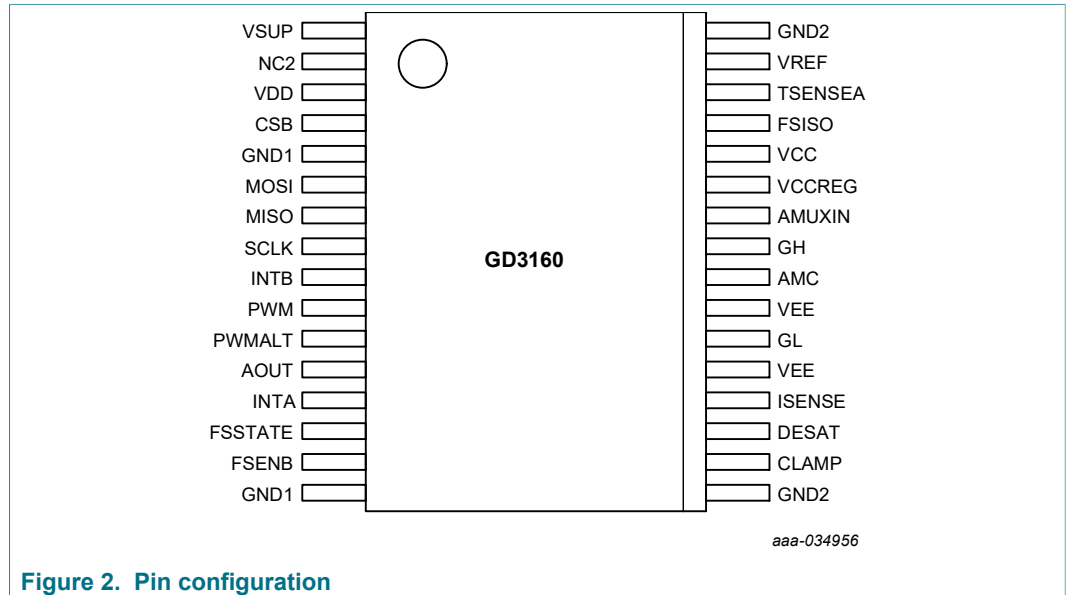 VSUP
NC2
VDD
CSB
GND1
MOSI
MISO
SCLK
INTB
PWM
PWMALT
AOUT
INTA
FSSTATE
FSENB
GND1
GD3160
GND2
VREF
TSENSEA
FSISO
VCC
VCCREG
AMUXIN
GH
AMC
VEE
GL
VEE
ISENSE
DESAT
CLAMP
GND2
aaa-034956
Figure 2. Pin configuration